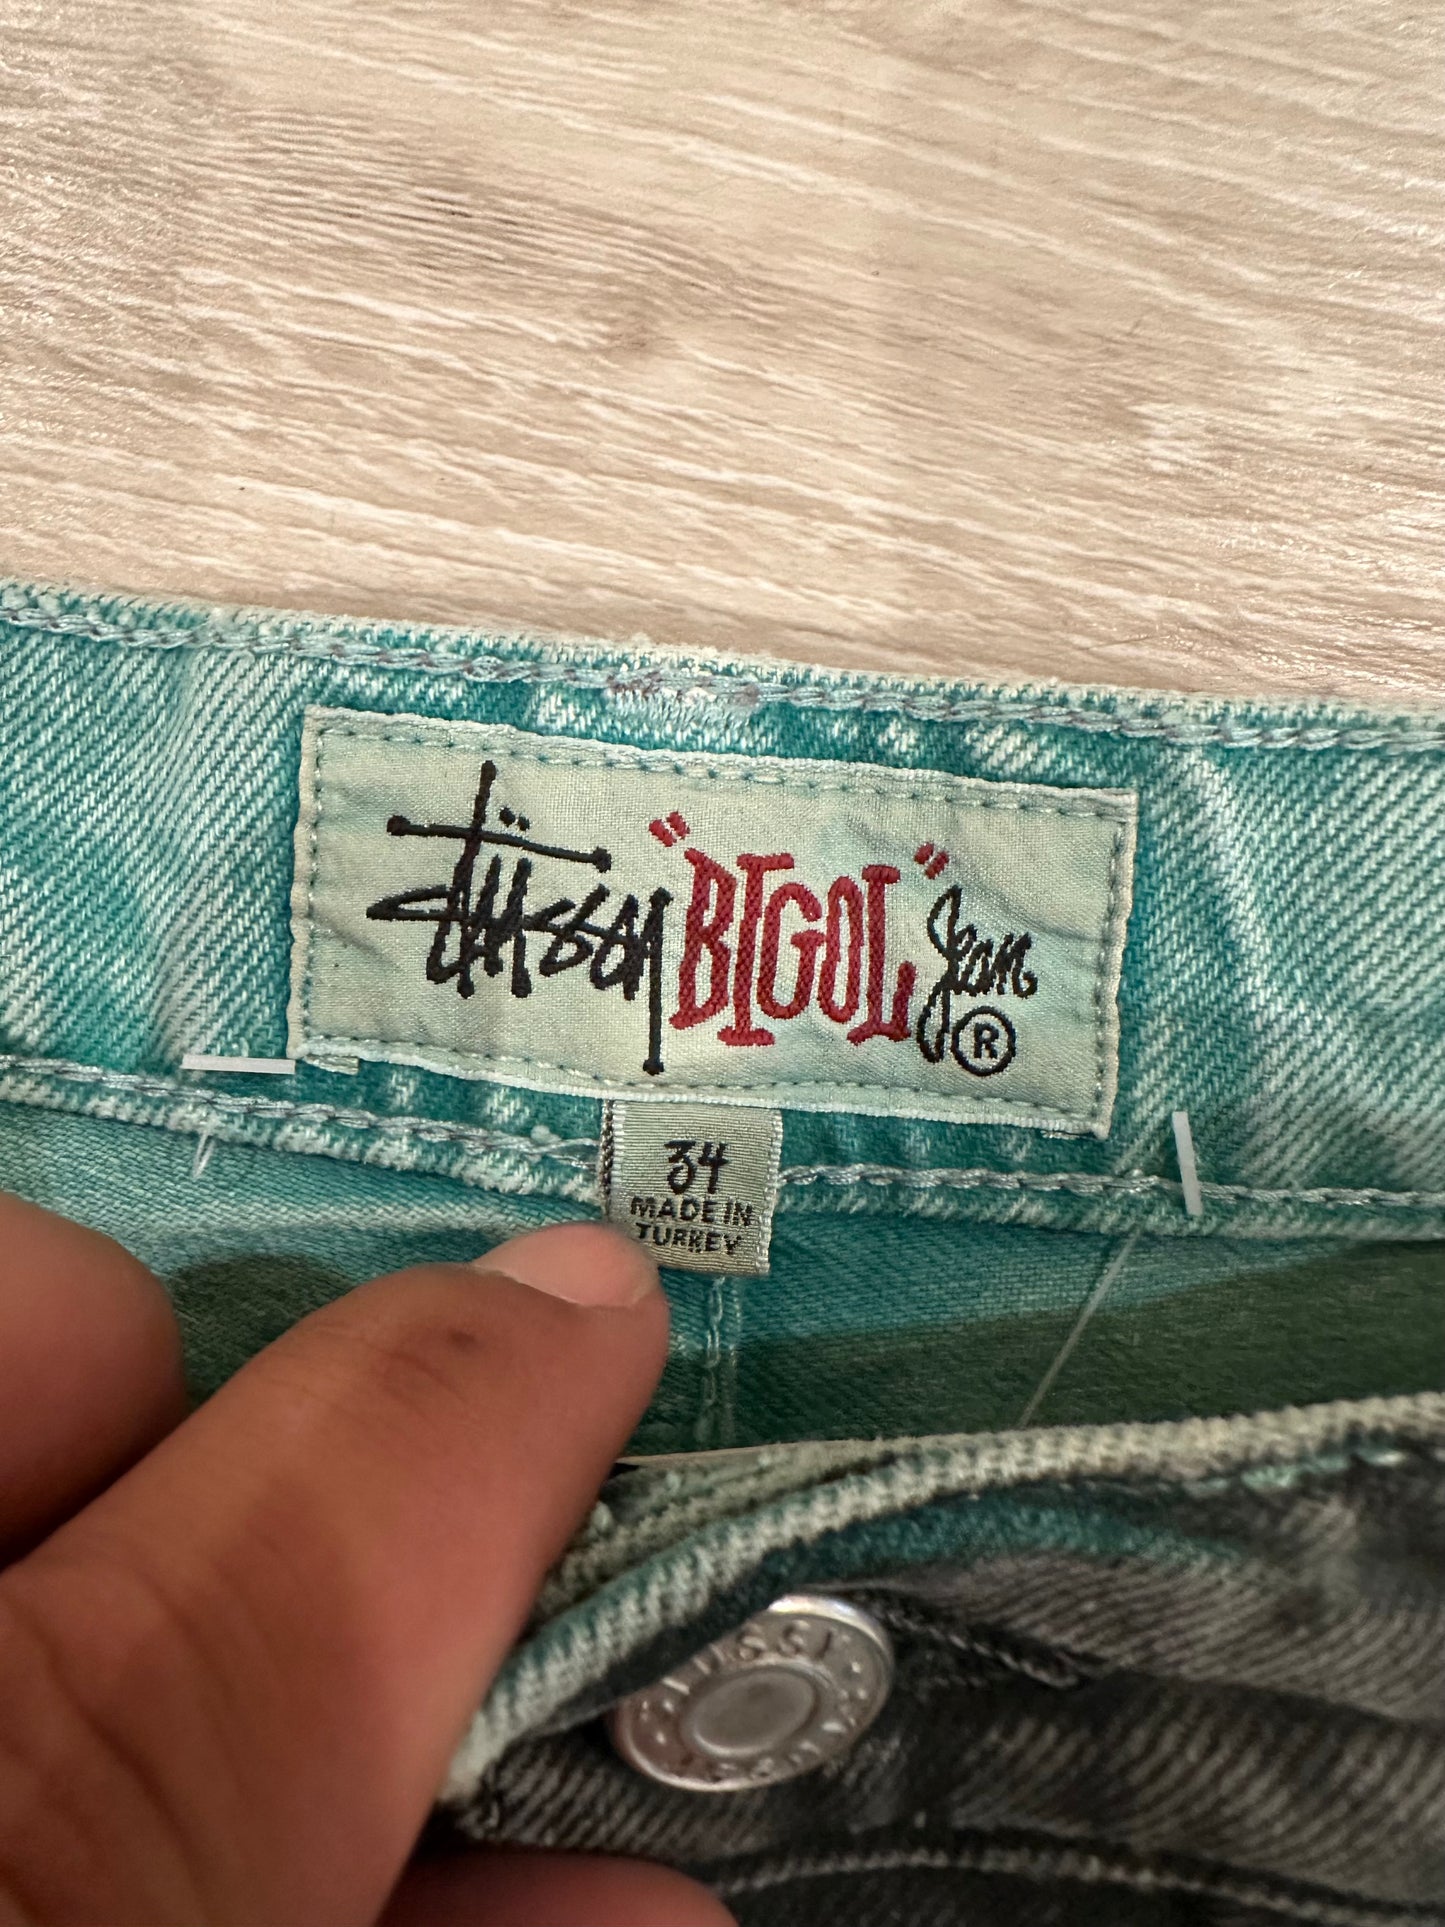 Stüssy "BIGOL" Jean ®
34
MADE IN
TURKEY